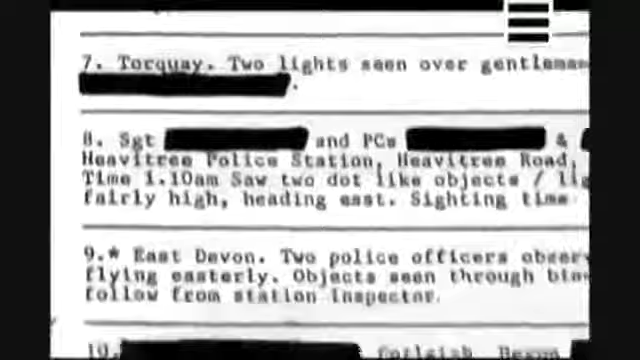 7. Torquay. Two lights seen over gentleman
.
8. Sgt and PCs &
Heavitree Police Station, Heavitree Road,
Time 1.10am Saw two dot like objects / lig
fairly high, heading east. Sighting time
9.* East Devon. Two police officers obser
flying easterly. Objects seen through bin
follow from station Inspector.
10. Devon